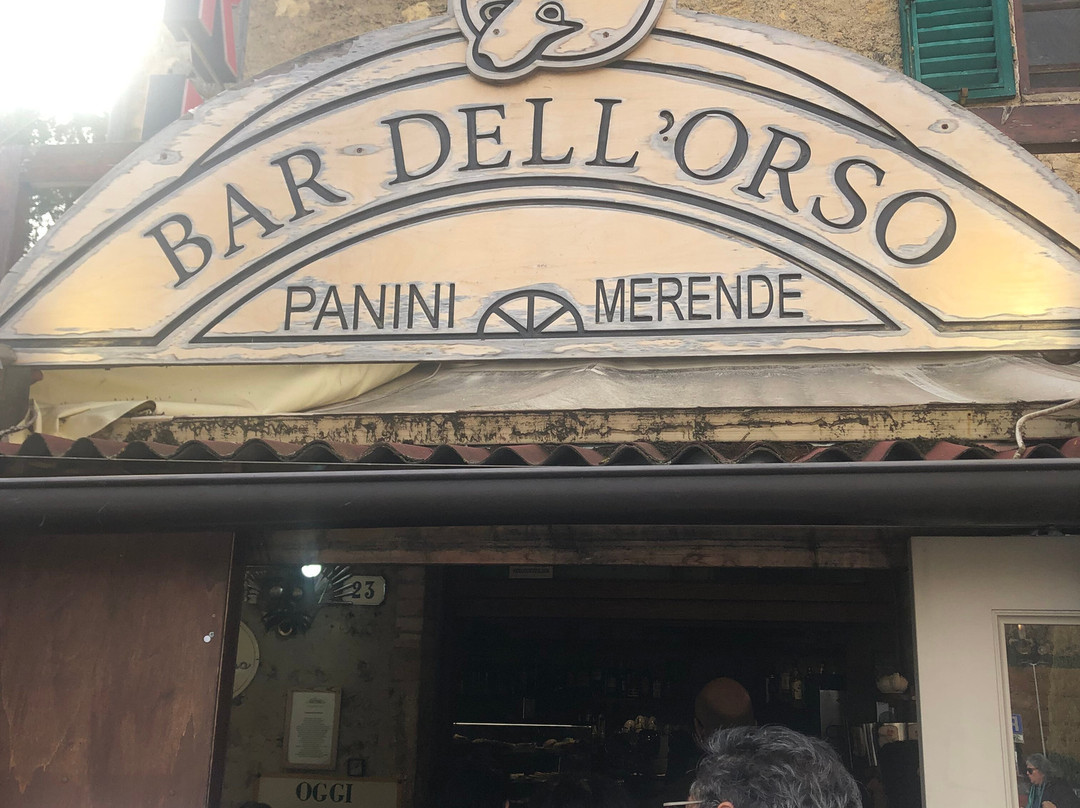 BAR DELL'ORSO
PANINI MERENDE
23
OGGI